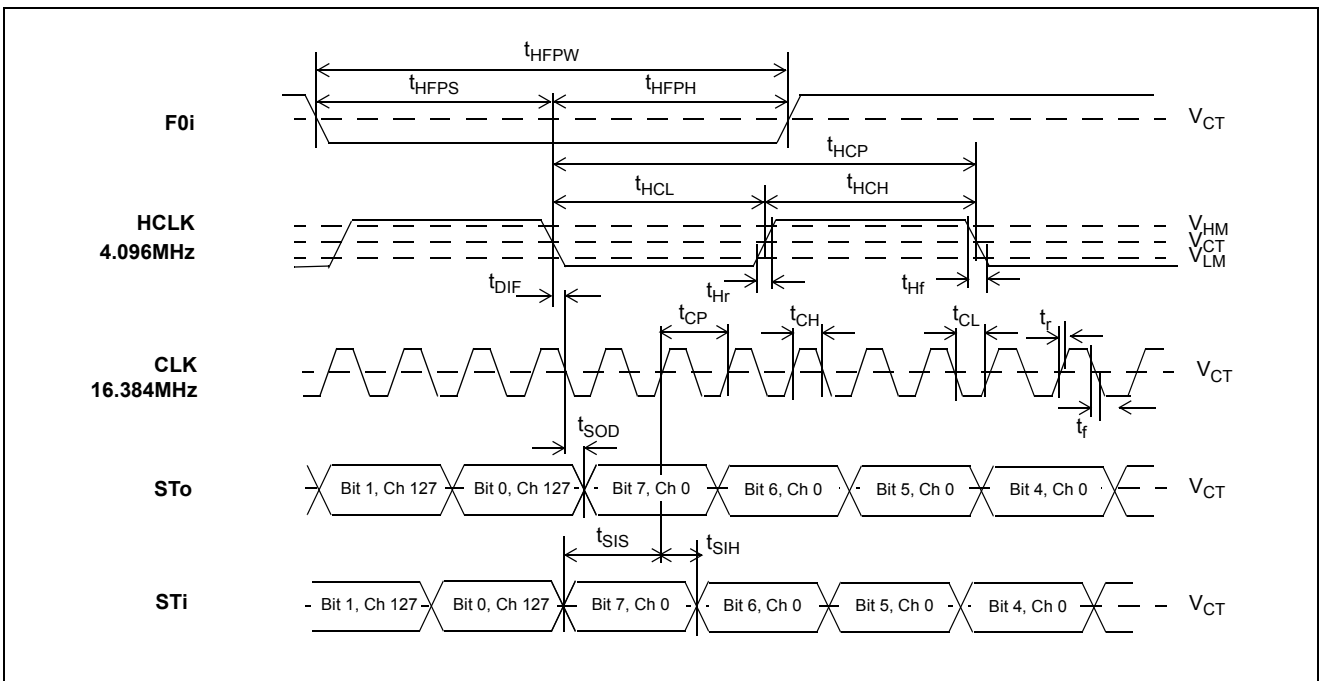 tHFPW
tHFPS
tHFPH
F0i
VCT
tHCP
tHCL
tHCH
HCLK
4.096MHz
VHM
VCT
VLM
tDIF
tHr
tHf
tCP
tCH
tCL
tr
CLK
16.384MHz
VCT
tf
tSOD
STo
Bit 1, Ch 127
Bit 0, Ch 127
Bit 7, Ch 0
Bit 6, Ch 0
Bit 5, Ch 0
Bit 4, Ch 0
VCT
tSIS
tSIH
STi
Bit 1, Ch 127
Bit 0, Ch 127
Bit 7, Ch 0
Bit 6, Ch 0
Bit 5, Ch 0
Bit 4, Ch 0
VCT